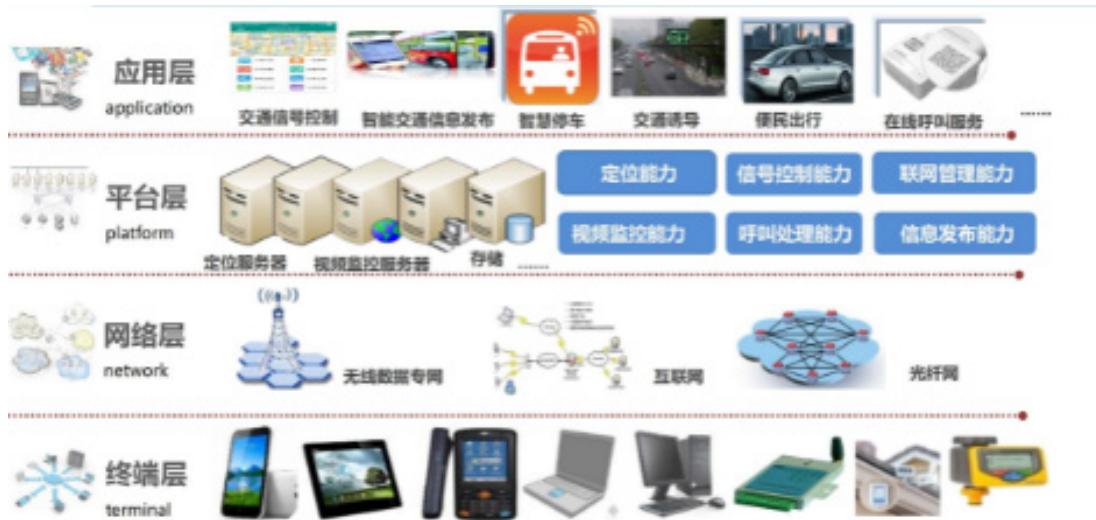 应用层
application
交通信号控制
智能交通信息发布
智慧停车
交通诱导
便民出行
在线呼叫服务
......
平台层
platform
定位服务器
视频监控服务器
存储
......
定位能力
信号控制能力
联网管理能力
视频监控能力
呼叫处理能力
信息发布能力
网络层
network
无线数据专网
互联网
光纤网
终端层
terminal